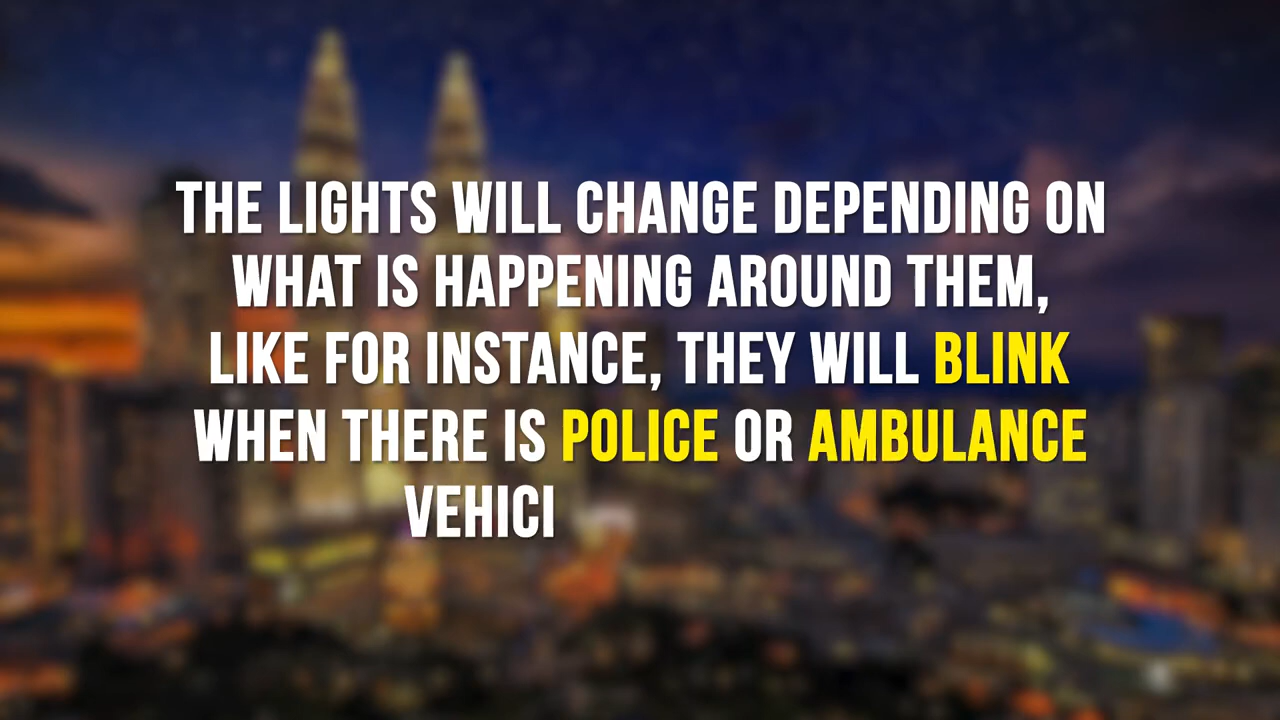 THE LIGHTS WILL CHANGE DEPENDING ON
WHAT IS HAPPENING AROUND THEM,
LIKE FOR INSTANCE, THEY WILL BLINK
WHEN THERE IS POLICE OR AMBULANCE
VEHICI